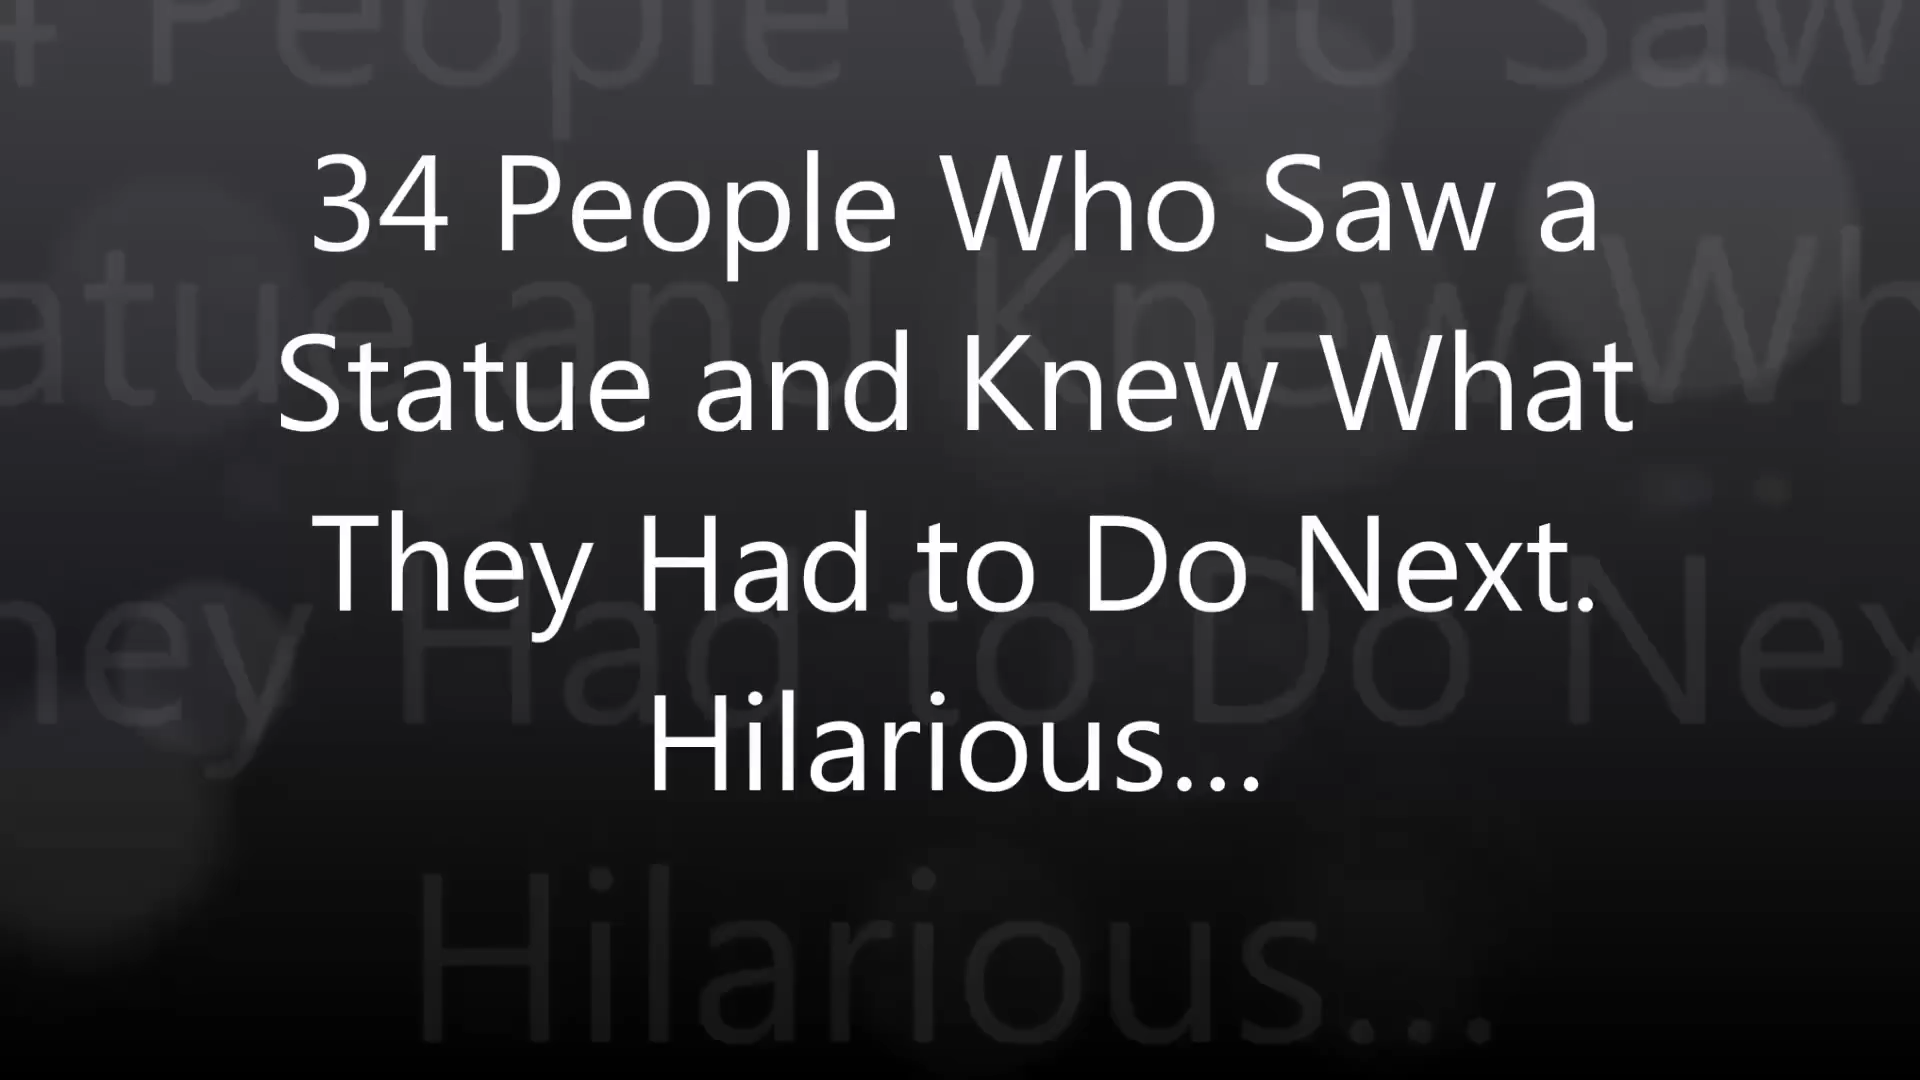 34 People Who Saw a
Statue and Knew What
They Had to Do Next.
Hilarious...